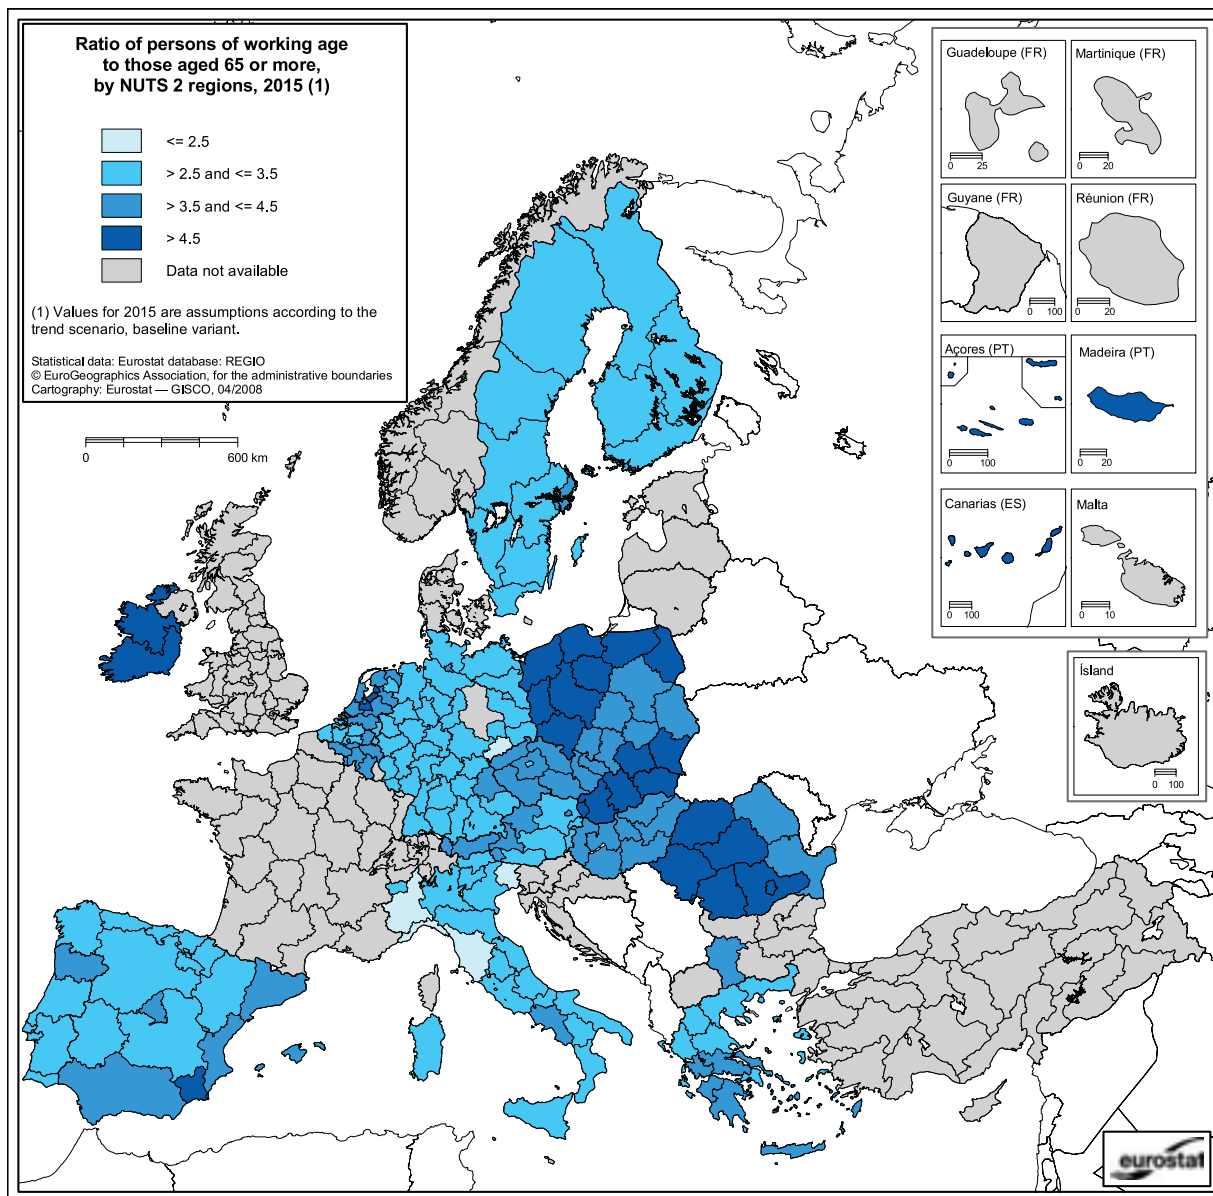 Ratio of persons of working age
to those aged 65 or more,
by NUTS 2 regions, 2015 (1)
<= 2.5
> 2.5 and <= 3.5
> 3.5 and <= 4.5
> 4.5
Data not available
(1) Values for 2015 are assumptions according to the
trend scenario, baseline variant.
Statistical data: Eurostat database: REGIO
© EuroGeographics Association, for the administrative boundaries
Cartography: Eurostat — GISCO, 04/2008
0 600 km
Guadeloupe (FR)
0 25
Martinique (FR)
0 20
Guyane (FR)
0 100
Réunion (FR)
0 20
Açores (PT)
0 100
Madeira (PT)
0 20
Canarias (ES)
0 100
Malta
0 10
Ísland
0 100
eurostat